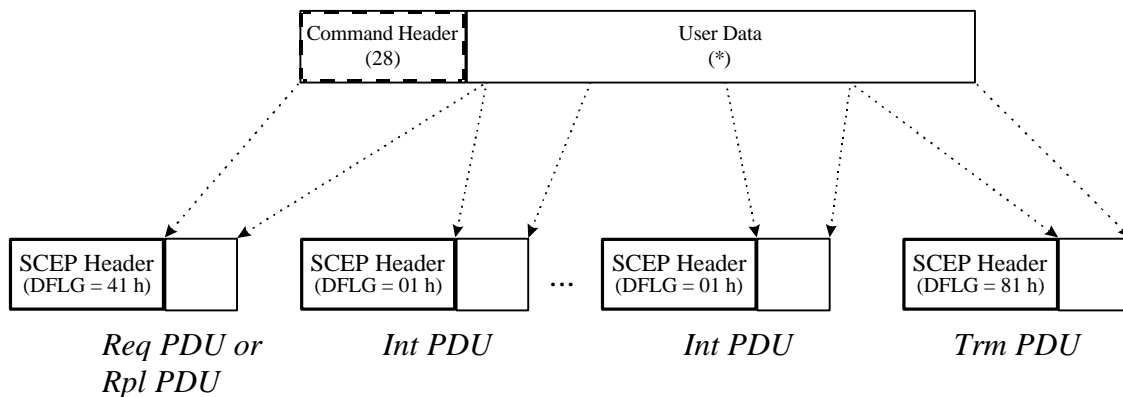 Command Header
(28)
User Data
(*)
SCEP Header
(DFLG = 41 h)
SCEP Header
(DFLG = 01 h)
...
SCEP Header
(DFLG = 01 h)
SCEP Header
(DFLG = 81 h)
Req PDU or
Rpl PDU
Int PDU
Int PDU
Trm PDU